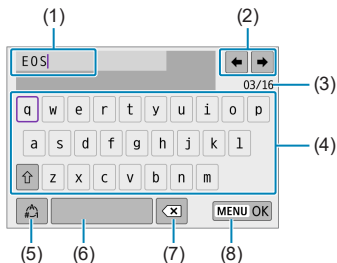 (1) (2)
EOS
03/16 (3)
q w e r t y u i o p
a s d f g h j k l (4)
z x c v b n m
MENU OK
(5) (6) (7) (8)